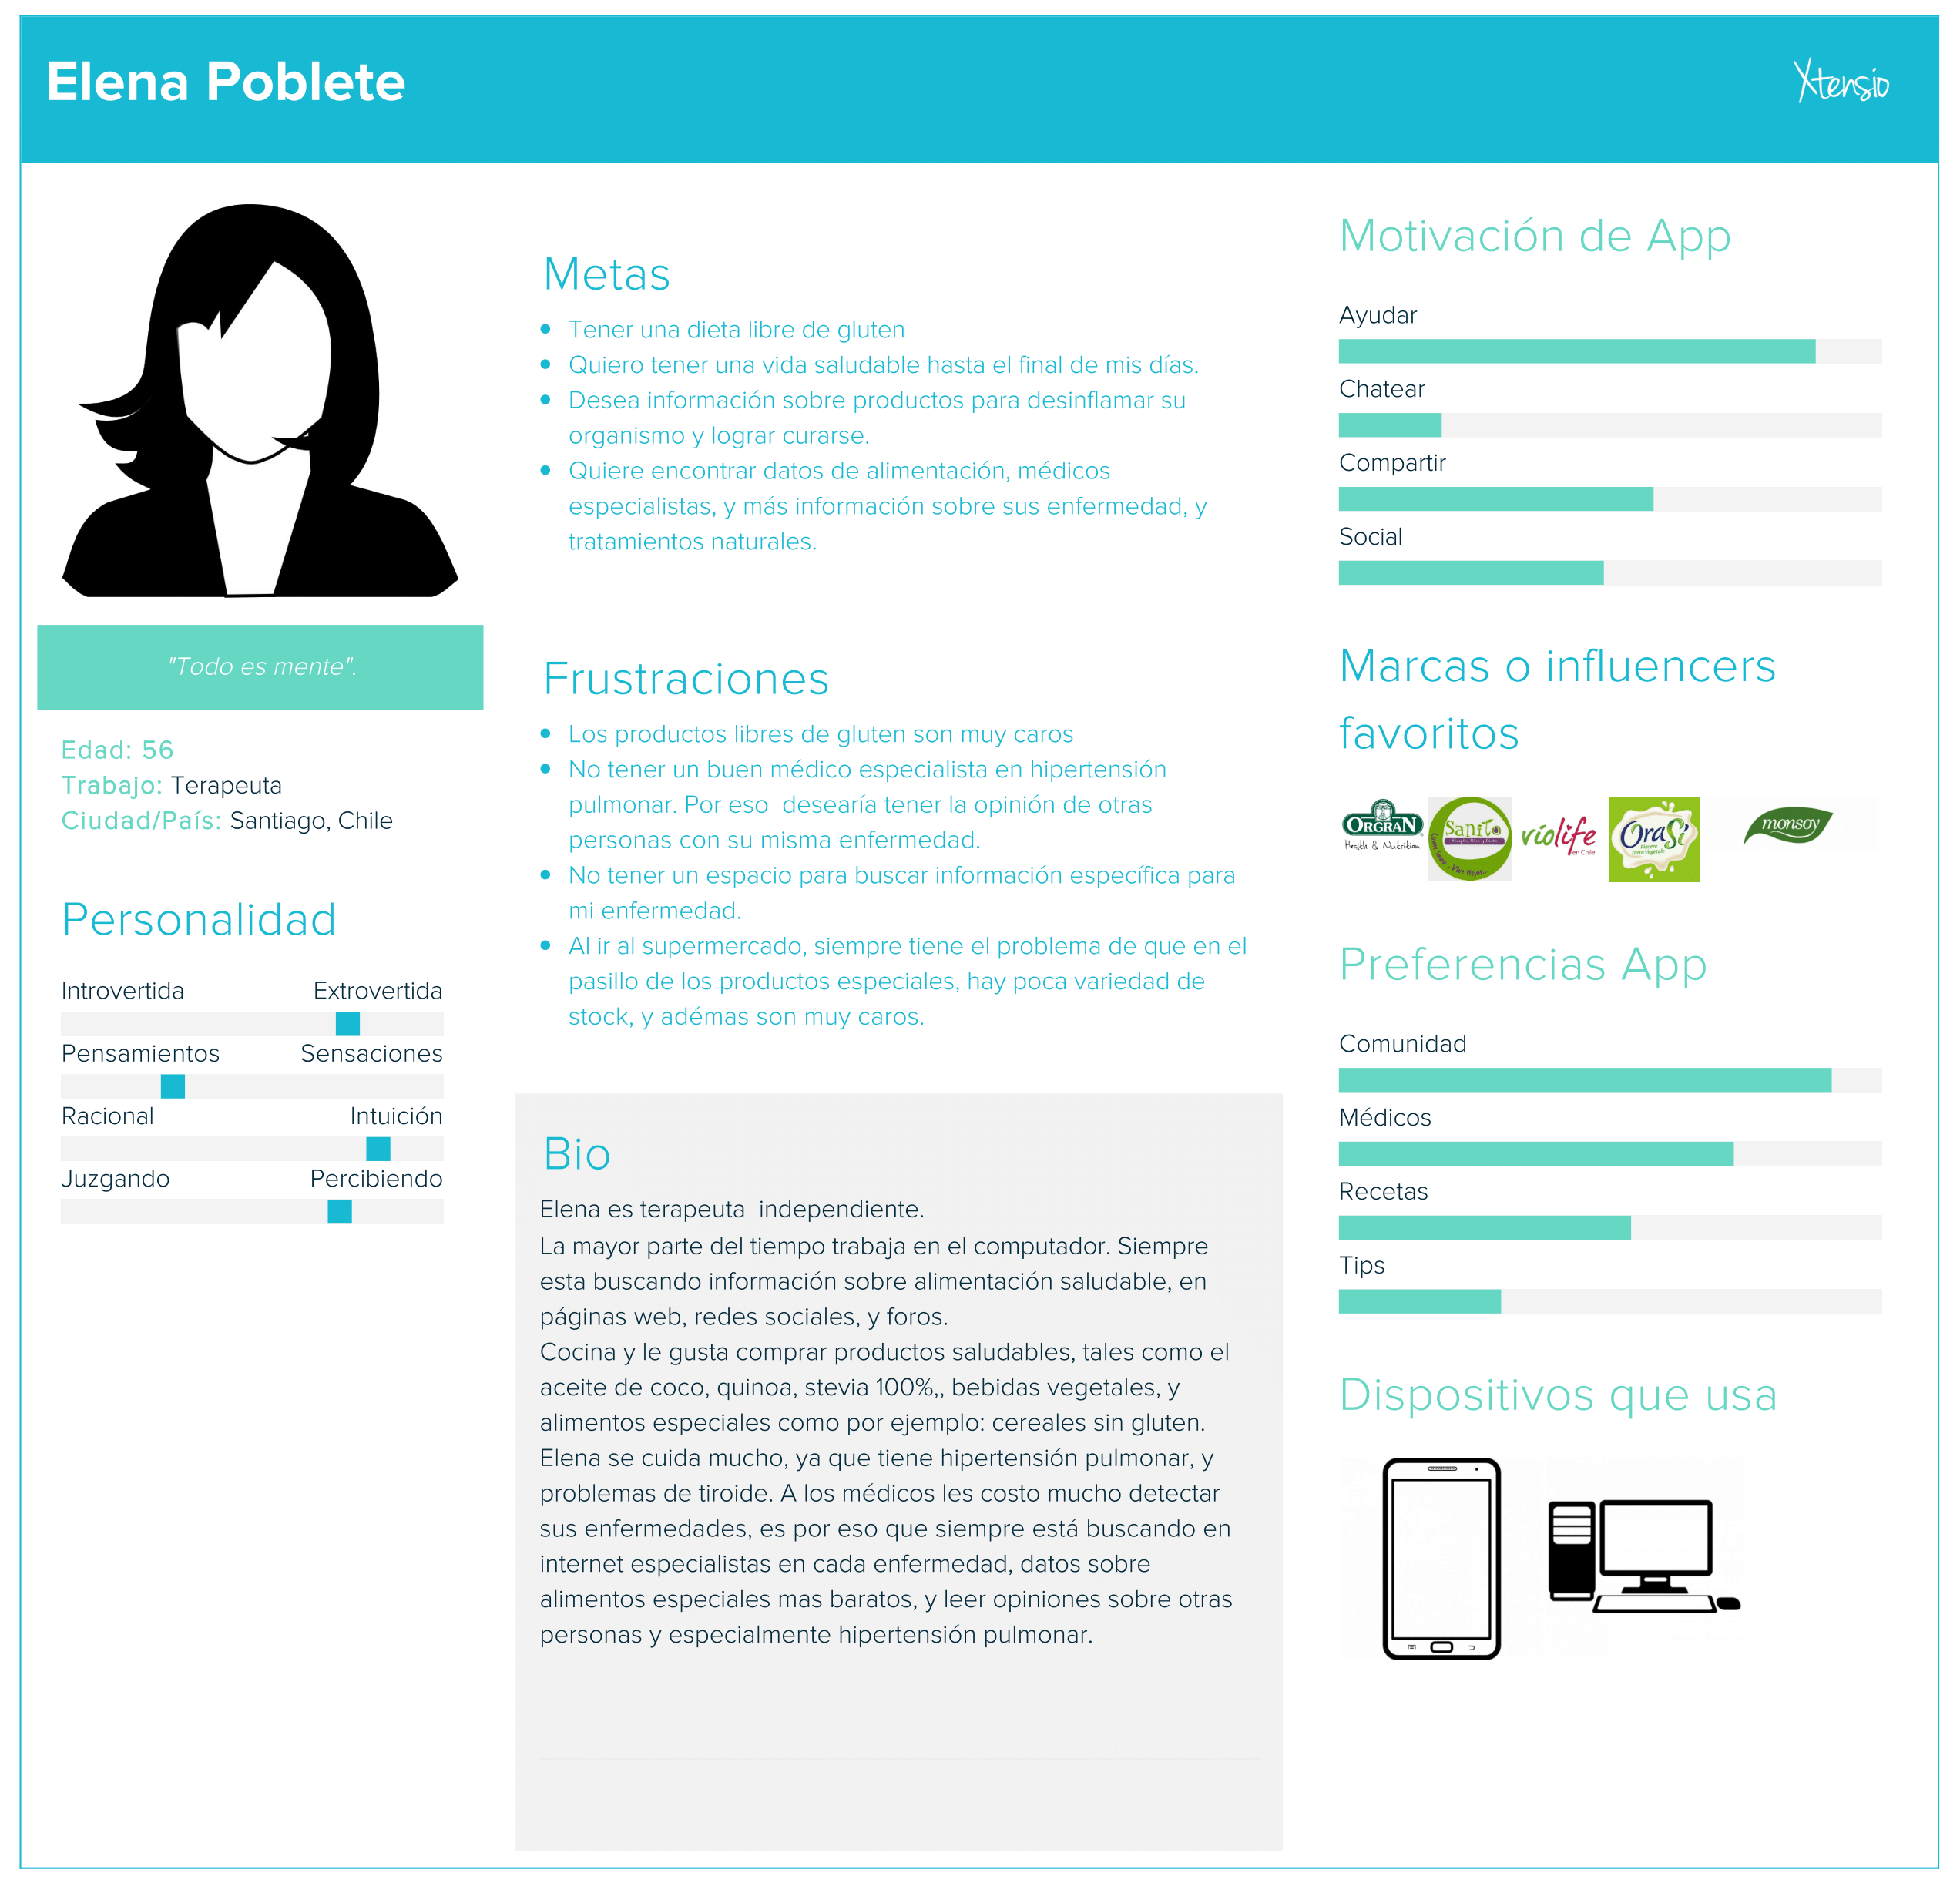 Elena Poblete
Xtensio
"Todo es mente".
Edad: 56
Trabajo: Terapeuta
Ciudad/País: Santiago, Chile
Personalidad
Introvertida Extrovertida
Pensamientos Sensaciones
Racional Intuición
Juzgando Percibiendo
Metas
Tener una dieta libre de gluten
Quiero tener una vida saludable hasta el final de mis días.
Desea información sobre productos para desinflamar su
organismo y lograr curarse.
Quiere encontrar datos de alimentación, médicos
especialistas, y más información sobre sus enfermedad, y
tratamientos naturales.
Frustraciones
Los productos libres de gluten son muy caros
No tener un buen médico especialista en hipertensión
pulmonar. Por eso  desearía tener la opinión de otras
personas con su misma enfermedad.
No tener un espacio para buscar información específica para
mi enfermedad.
Al ir al supermercado, siempre tiene el problema de que en el
pasillo de los productos especiales, hay poca variedad de
stock, y adémas son muy caros.
Bio
Elena es terapeuta  independiente.
La mayor parte del tiempo trabaja en el computador. Siempre
esta buscando información sobre alimentación saludable, en
páginas web, redes sociales, y foros.
Cocina y le gusta comprar productos saludables, tales como el
aceite de coco, quinoa, stevia 100%,, bebidas vegetales, y
alimentos especiales como por ejemplo: cereales sin gluten.
Elena se cuida mucho, ya que tiene hipertensión pulmonar, y
problemas de tiroide. A los médicos les costo mucho detectar
sus enfermedades, es por eso que siempre está buscando en
internet especialistas en cada enfermedad, datos sobre
alimentos especiales mas baratos, y leer opiniones sobre otras
personas y especialmente hipertensión pulmonar.
Motivación de App
Ayudar
Chatear
Compartir
Social
Marcas o influencers
favoritos
ORGRAN
Health & Nutrition
Sanito
violife
en Chile
OraSì
monsoy
Preferencias App
Comunidad
Médicos
Recetas
Tips
Dispositivos que usa